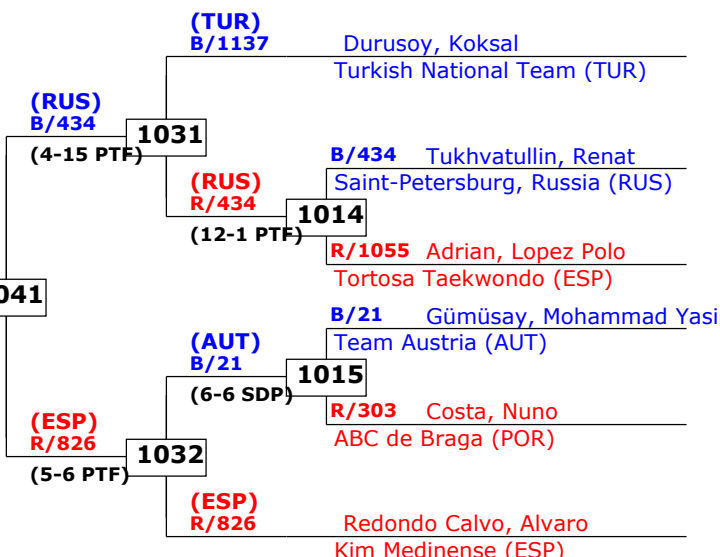 (TUR)
B/1137
Durusoy, Koksal
Turkish National Team (TUR)
(RUS)
B/434
1031
(4-15 PTF)
B/434 Tukhvatullin, Renat
Saint-Petersburg, Russia (RUS)
(RUS)
R/434
1014
(12-1 PTF)
R/1055 Adrian, Lopez Polo
Tortosa Taekwondo (ESP)
041
B/21 Gümüsay, Mohammad Yasi
Team Austria (AUT)
(AUT)
B/21
1015
(6-6 SDP)
R/303 Costa, Nuno
ABC de Braga (POR)
(ESP)
R/826
1032
(5-6 PTF)
(ESP)
R/826
Redondo Calvo, Alvaro
Kim Medinense (ESP)